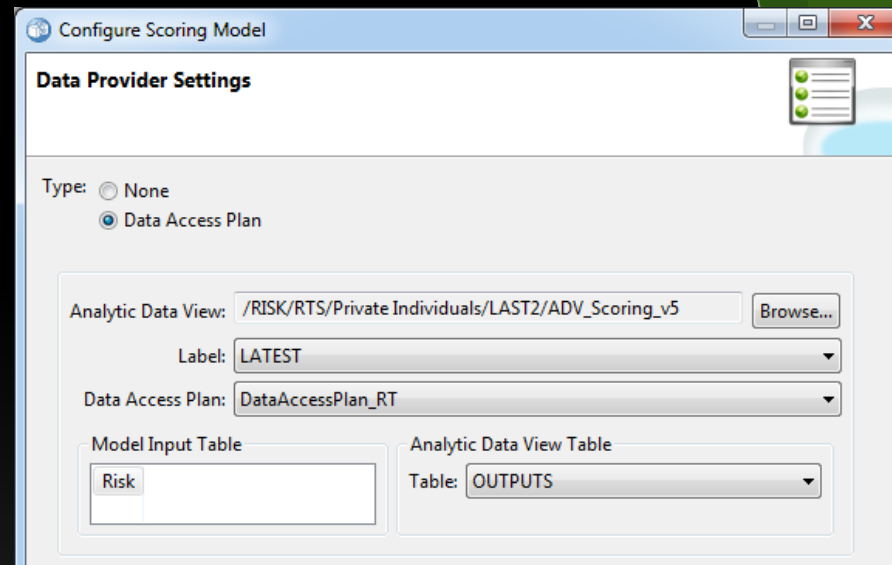 Configure Scoring Model
Data Provider Settings
Type: None
Data Access Plan
Analytic Data View: /RISK/RTS/Private Individuals/LAST2/ADV_Scoring_v5 Browse...
Label: LATEST
Data Access Plan: DataAccessPlan_RT
Model Input Table
Risk
Analytic Data View Table
Table: OUTPUTS